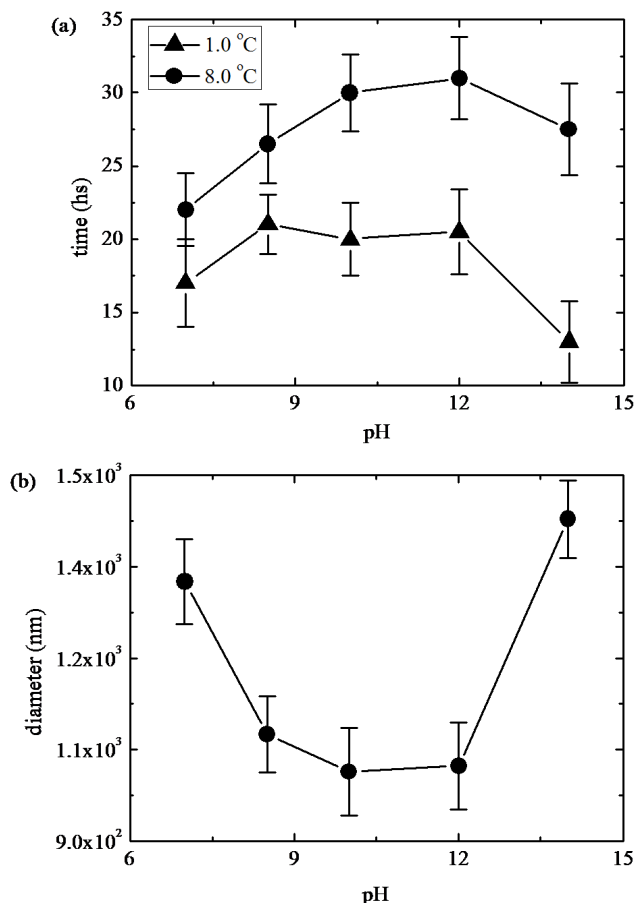 (a)
1.0 °C
8.0 °C
35
30
25
20
15
10
time (hs)
6
9
12
15
pH
(b)
1.5x10³
1.4x10³
1.2x10³
1.1x10³
9.0x10²
diameter (nm)
6
9
12
15
pH